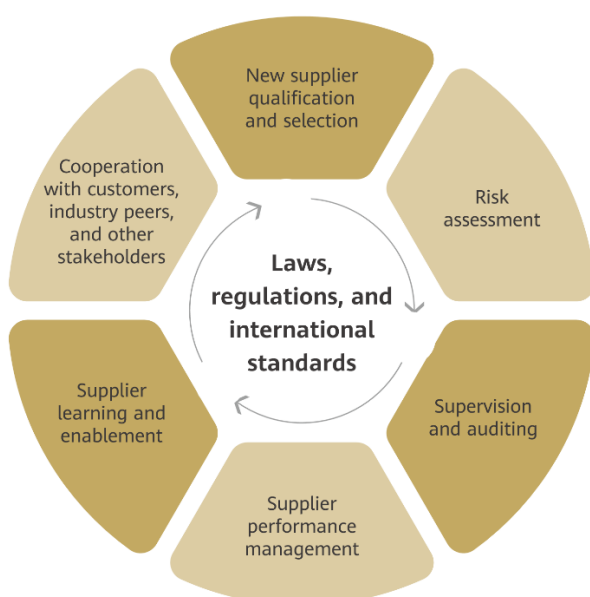 New supplier
qualification
and selection
Risk
assessment
Supervision
and auditing
Supplier
performance
management
Supplier
learning and
enablement
Cooperation
with customers,
industry peers,
and other
stakeholders
Laws,
regulations, and
international
standards